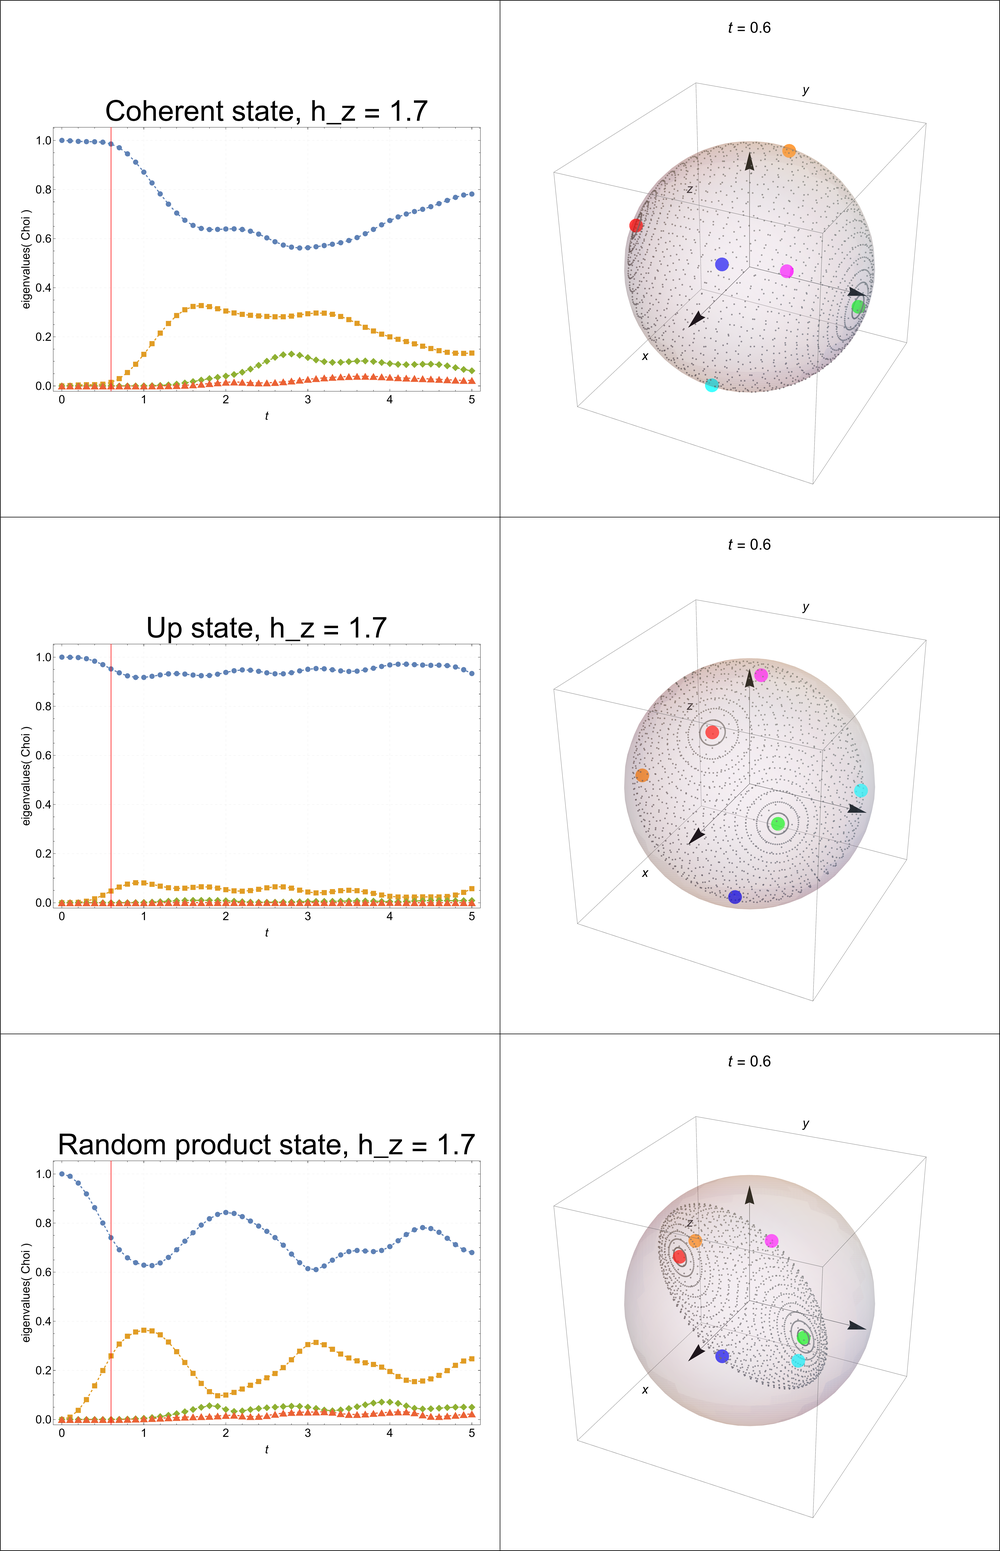 t = 0.6
y
z
x
Coherent state, h_z = 1.7
eigenvalues( Choi )
1.0
0.8
0.6
0.4
0.2
0.0
0 1 2 3 4 5
t
t = 0.6
y
z
x
Up state, h_z = 1.7
eigenvalues( Choi )
1.0
0.8
0.6
0.4
0.2
0.0
0 1 2 3 4 5
t
t = 0.6
y
z
x
Random product state, h_z = 1.7
eigenvalues( Choi )
1.0
0.8
0.6
0.4
0.2
0.0
0 1 2 3 4 5
t